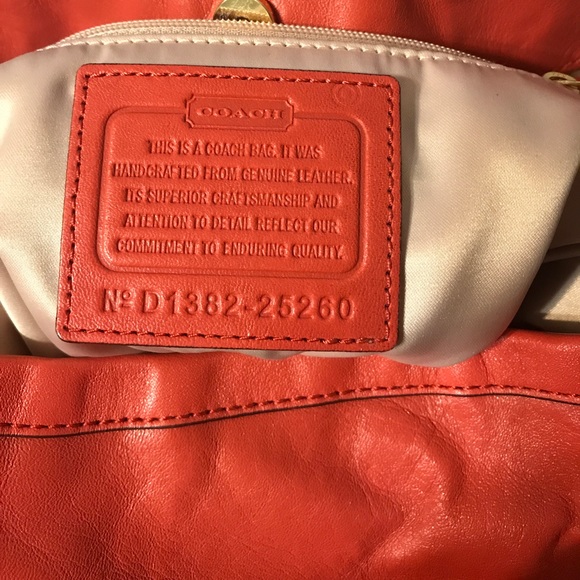 COACH
THIS IS A COACH BAG. IT WAS
HANDCRAFTED FROM GENUINE LEATHER.
ITS SUPERIOR CRAFTSMANSHIP AND
ATTENTION TO DETAIL REFLECT OUR
COMMITMENT TO ENDURING QUALITY.
Nº D1382-25260